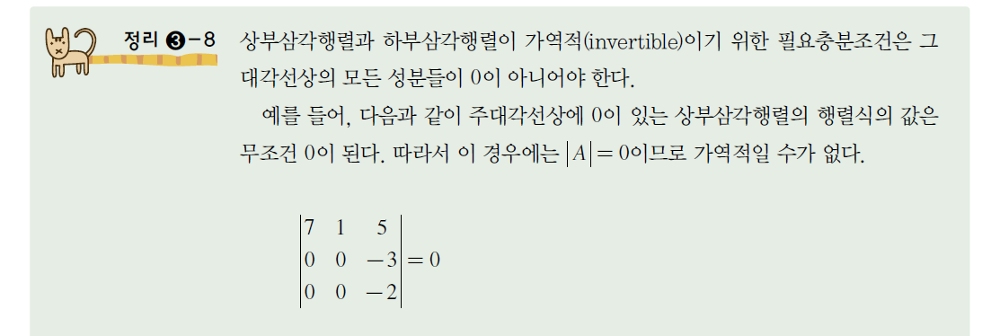 정리 ❸-8
상부삼각행렬과 하부삼각행렬이 가역적(invertible)이기 위한 필요충분조건은 그
대각선상의 모든 성분들이 0이 아니어야 한다.
예를 들어, 다음과 같이 주대각선상에 0이 있는 상부삼각행렬의 행렬식의 값은
무조건 0이 된다. 따라서 이 경우에는 |A| = 0이므로 가역적일 수가 없다.
|7 1 5|
|0 0 −3| = 0
|0 0 −2|